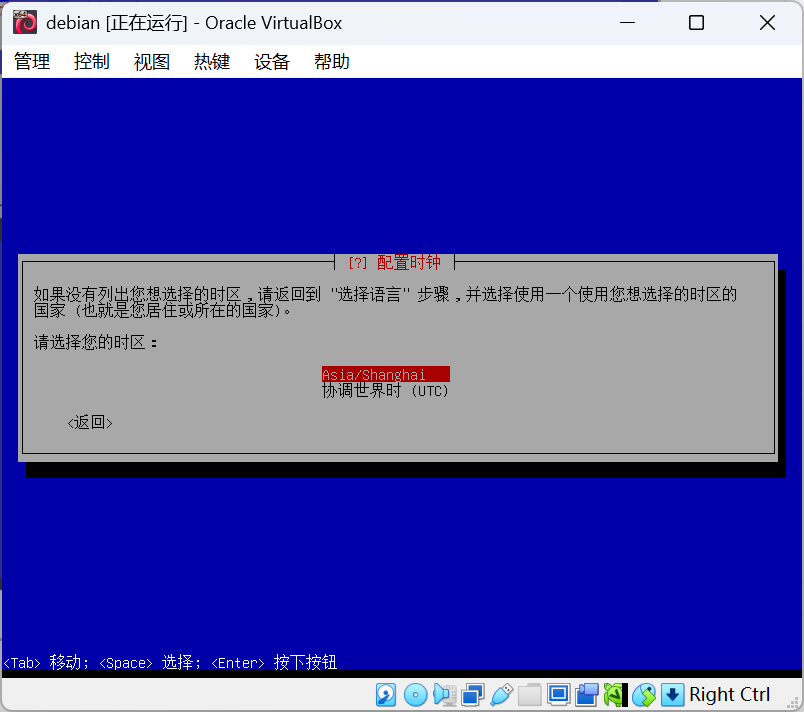 debian [正在运行] - Oracle VirtualBox
管理 控制 视图 热键 设备 帮助
[?] 配置时钟
如果没有列出您想选择的时区，请返回到 "选择语言" 步骤，并选择使用一个使用您想选择的时区的
国家 (也就是您居住或所在的国家)。
请选择您的时区：
Asia/Shanghai
协调世界时 (UTC)
<返回>
<Tab> 移动; <Space> 选择; <Enter> 按下按钮
Right Ctrl